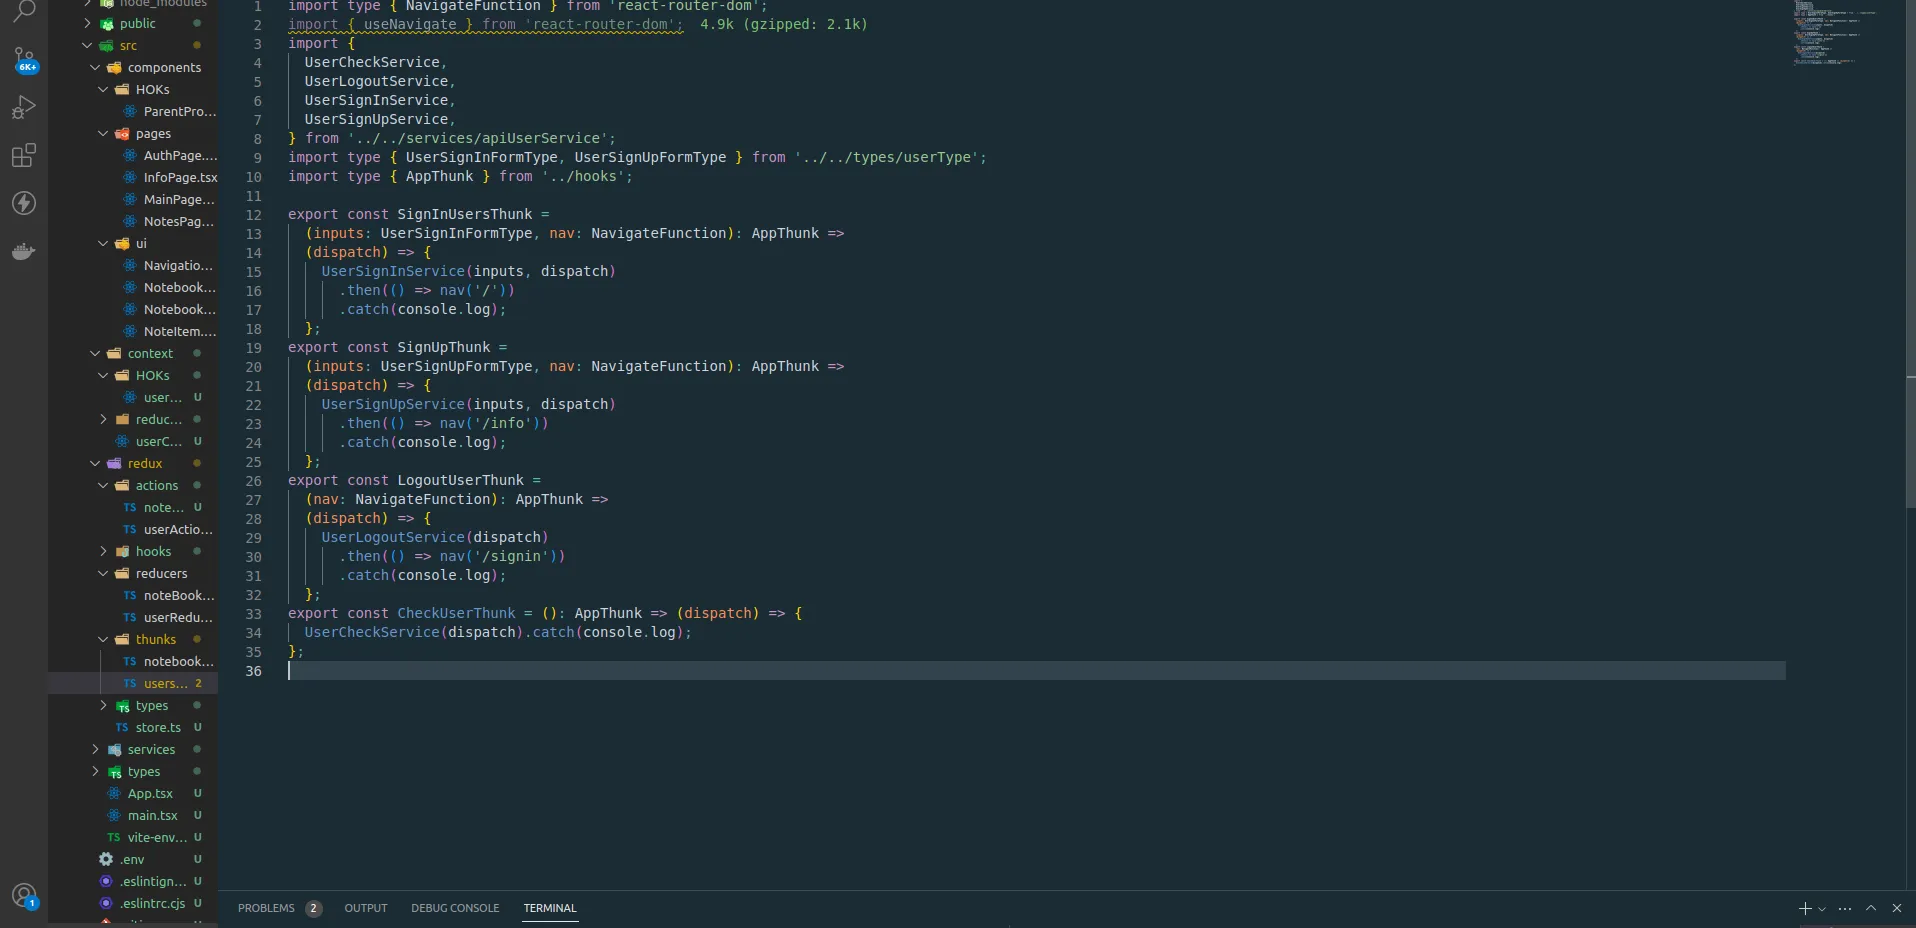 node_modules
public
src
components
HOKs
ParentPro...
pages
AuthPage....
InfoPage.tsx
MainPage...
NotesPag...
ui
Navigatio...
Notebook...
Notebook...
NoteItem....
context
HOKs
user... U
reduc...
userC... U
redux
actions
note... U
userActio...
hooks
reducers
noteBook...
userRedu...
thunks
notebook...
users... 2
types
store.ts U
services
types
App.tsx U
main.tsx U
vite-env... U
.env U
.eslintign... U
.eslintrc.cjs U
6K+
1
1 import type { NavigateFunction } from 'react-router-dom';
2 import { useNavigate } from 'react-router-dom'; 4.9k (gzipped: 2.1k)
3 import {
4 UserCheckService,
5 UserLogoutService,
6 UserSignInService,
7 UserSignUpService,
8 } from '../../services/apiUserService';
9 import type { UserSignInFormType, UserSignUpFormType } from '../../types/userType';
10 import type { AppThunk } from '../hooks';
11
12 export const SignInUsersThunk =
13 (inputs: UserSignInFormType, nav: NavigateFunction): AppThunk =>
14 (dispatch) => {
15 UserSignInService(inputs, dispatch)
16 .then(() => nav('/'))
17 .catch(console.log);
18 };
19 export const SignUpThunk =
20 (inputs: UserSignUpFormType, nav: NavigateFunction): AppThunk =>
21 (dispatch) => {
22 UserSignUpService(inputs, dispatch)
23 .then(() => nav('/info'))
24 .catch(console.log);
25 };
26 export const LogoutUserThunk =
27 (nav: NavigateFunction): AppThunk =>
28 (dispatch) => {
29 UserLogoutService(dispatch)
30 .then(() => nav('/signin'))
31 .catch(console.log);
32 };
33 export const CheckUserThunk = (): AppThunk => (dispatch) => {
34 UserCheckService(dispatch).catch(console.log);
35 };
36
PROBLEMS 2 OUTPUT DEBUG CONSOLE TERMINAL